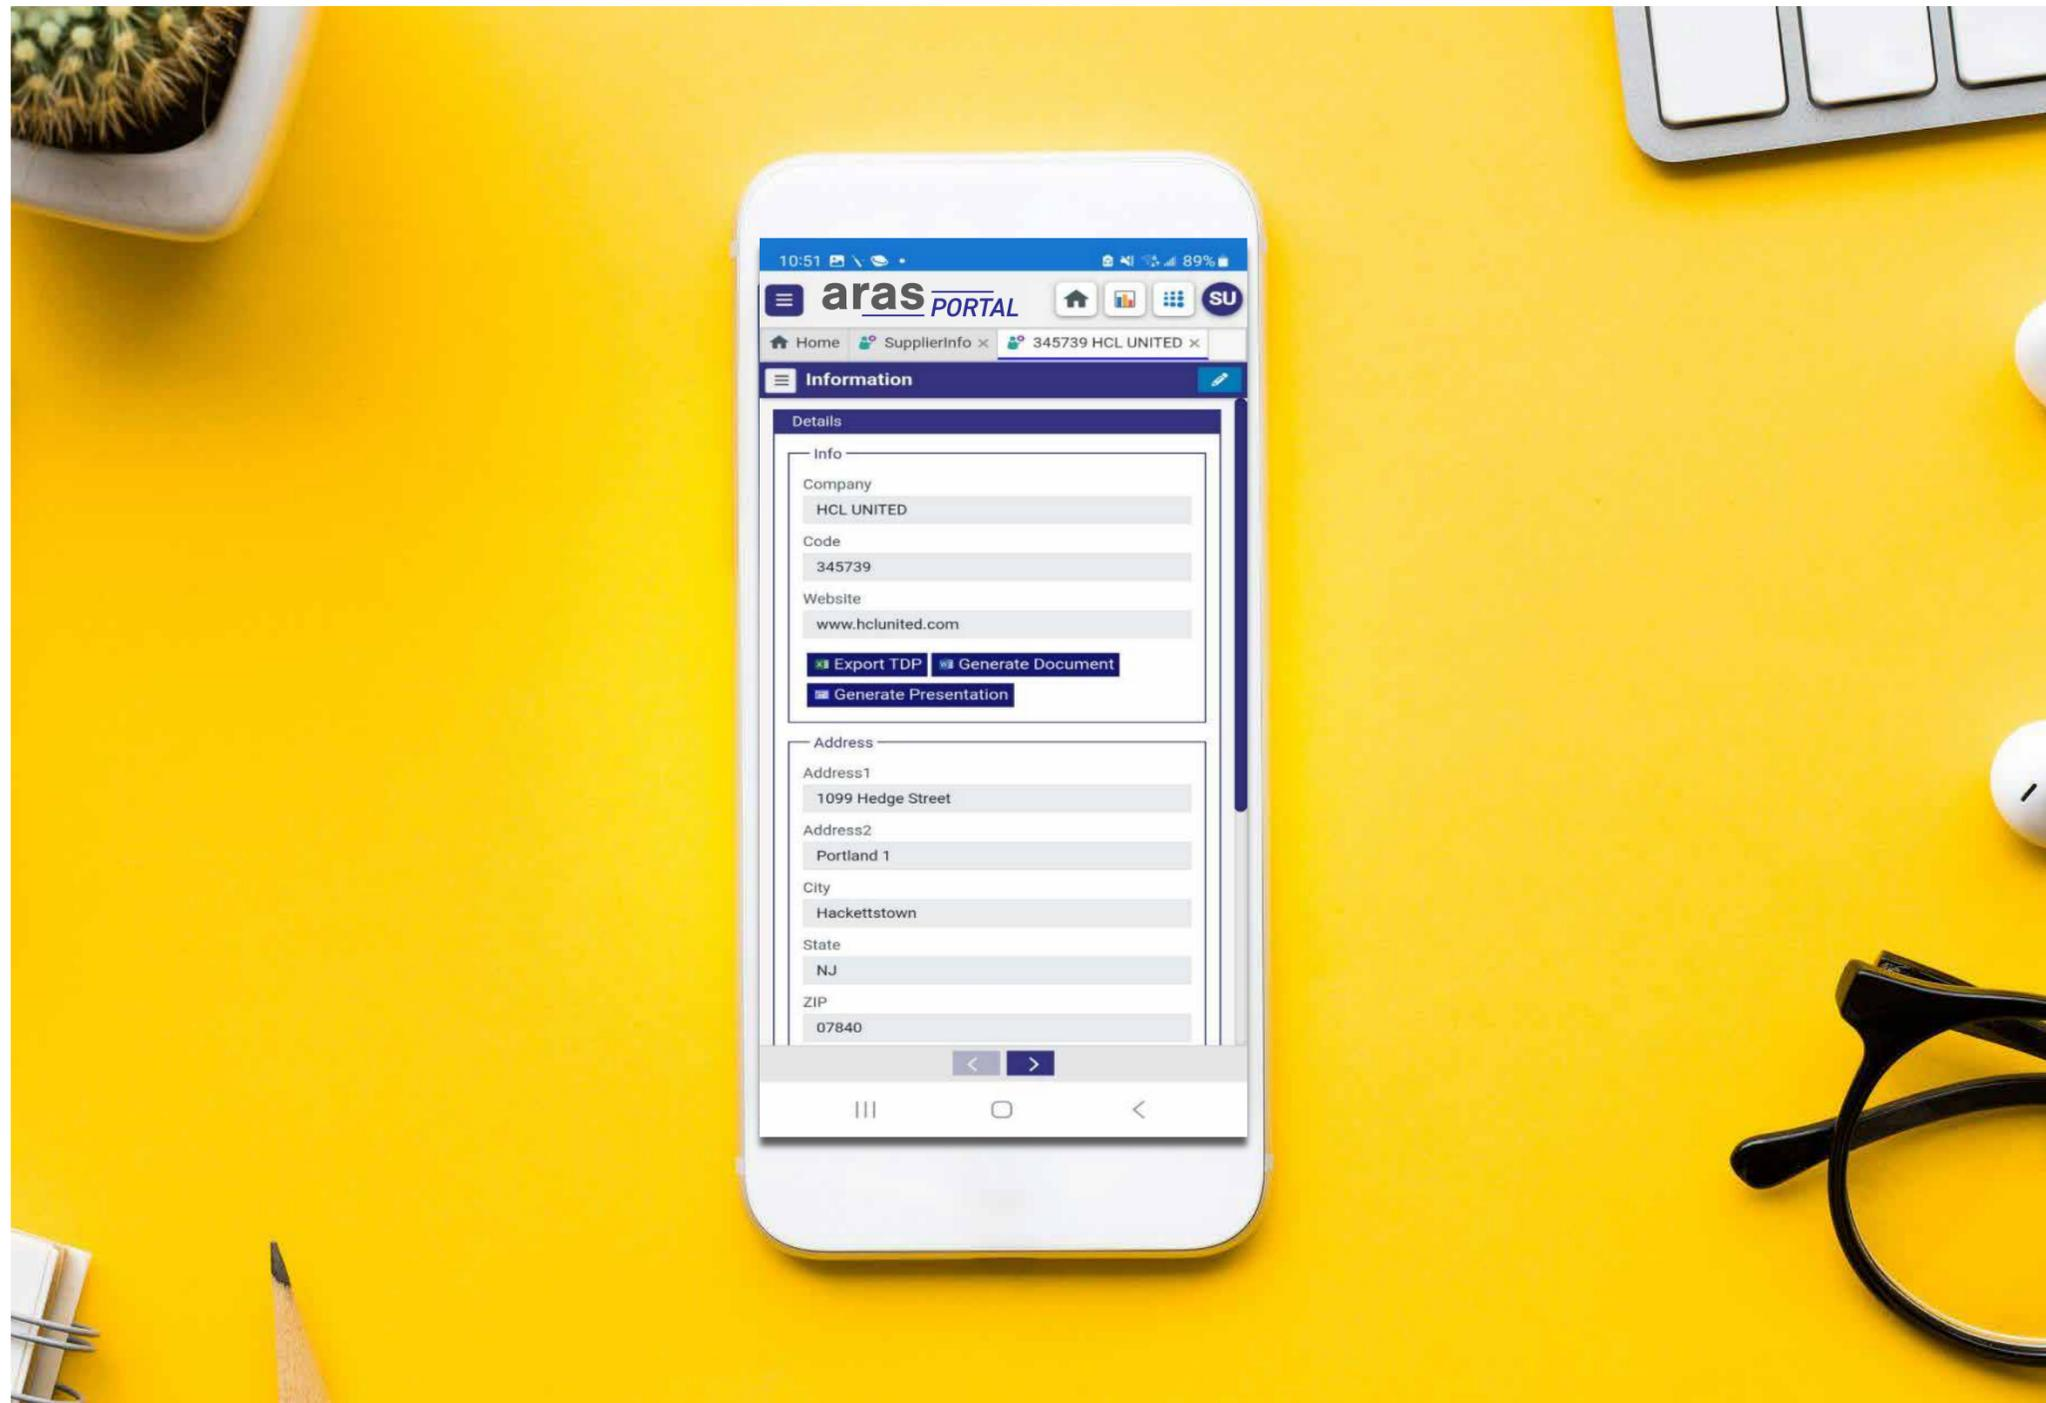 10:51 89%
aras PORTAL SU
Home SupplierInfo × 345739 HCL UNITED ×
Information
Details
Info
Company
HCL UNITED
Code
345739
Website
www.hclunited.com
Export TDP Generate Document
Generate Presentation
Address
Address1
1099 Hedge Street
Address2
Portland 1
City
Hackettstown
State
NJ
ZIP
07840